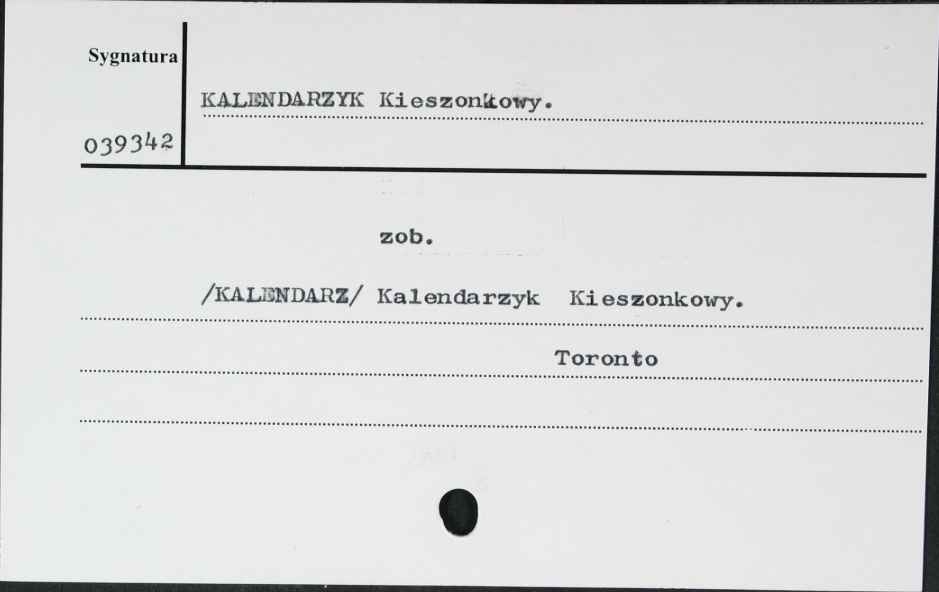 Sygnatura
KALENDARZYK Kieszonkowy.
039342
zob.
/KALENDARZ/ Kalendarzyk Kieszonkowy.
Toronto